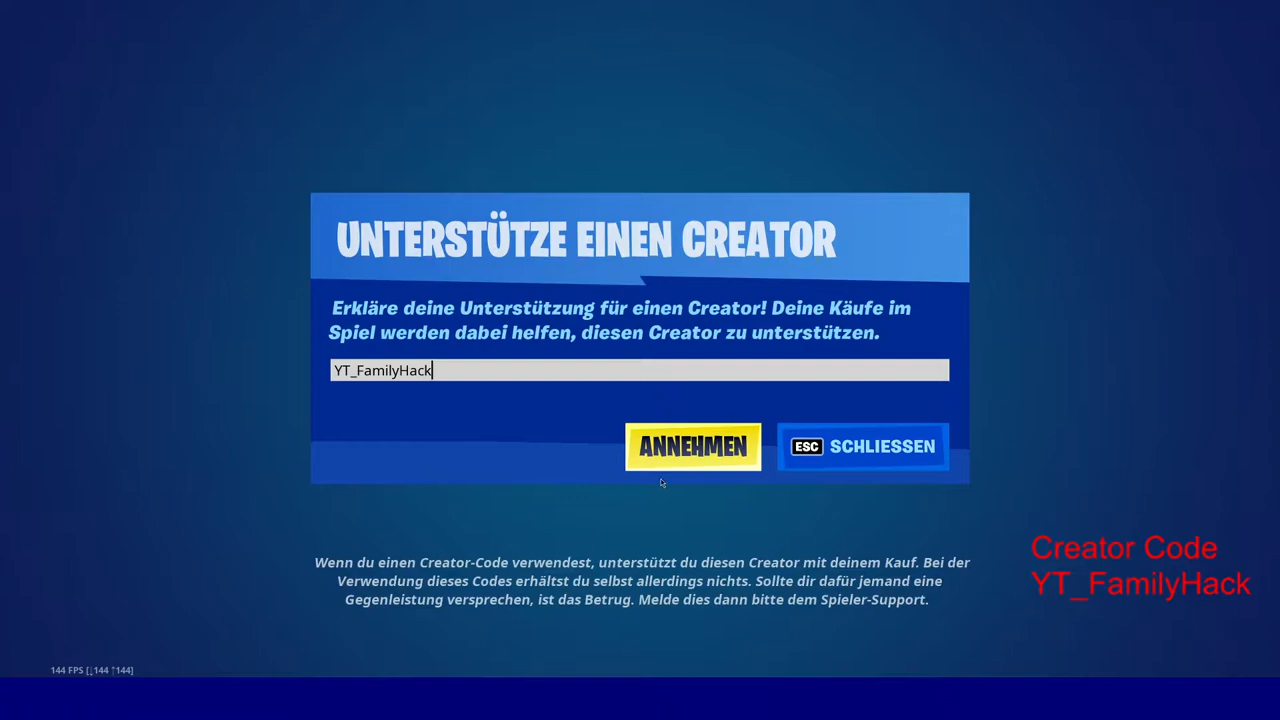 UNTERSTÜTZE EINEN CREATOR
Erkläre deine Unterstützung für einen Creator! Deine Käufe im
Spiel werden dabei helfen, diesen Creator zu unterstützen.
YT_FamilyHack
ANNEHMEN
ESC SCHLIESSEN
Wenn du einen Creator-Code verwendest, unterstützt du diesen Creator mit deinem Kauf. Bei der
Verwendung dieses Codes erhältst du selbst allerdings nichts. Sollte dir dafür jemand eine
Gegenleistung versprechen, ist das Betrug. Melde dies dann bitte dem Spieler-Support.
Creator Code
YT_FamilyHack
144 FPS [↓144 ↑144]